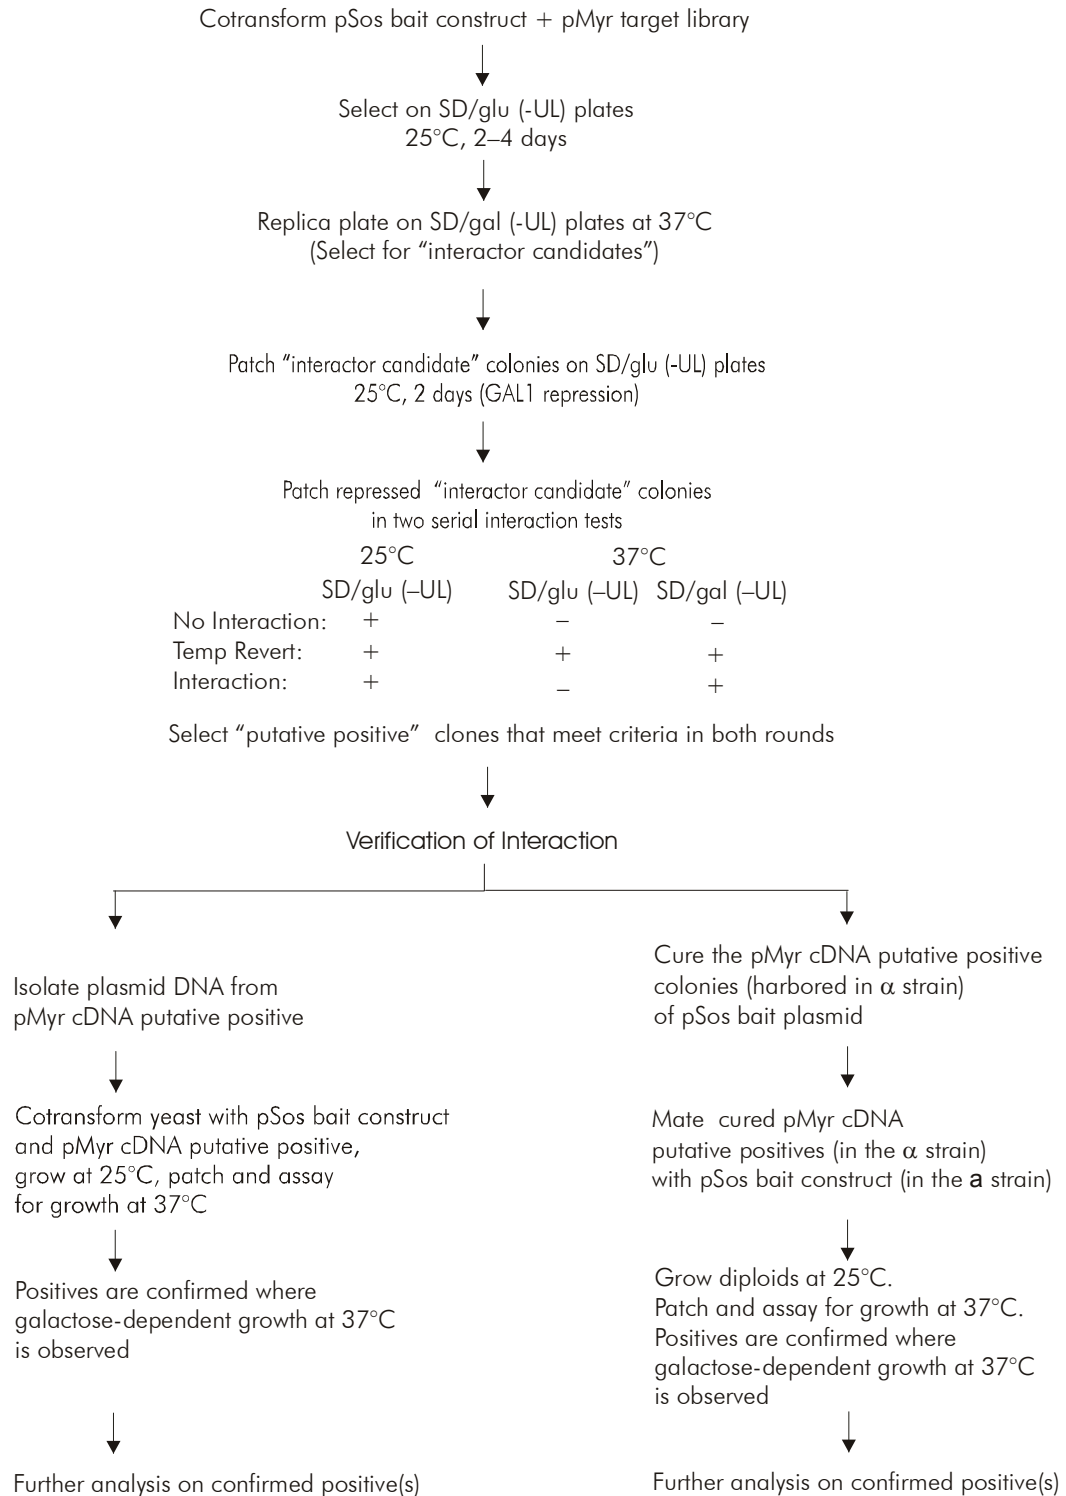 Cotransform pSos bait construct + pMyr target library
Select on SD/glu (-UL) plates
25°C, 2–4 days
Replica plate on SD/gal (-UL) plates at 37°C
(Select for “interactor candidates”)
Patch “interactor candidate” colonies on SD/glu (-UL) plates
25°C, 2 days (GAL1 repression)
Patch repressed “interactor candidate” colonies
in two serial interaction tests
25°C 37°C
SD/glu (–UL) SD/glu (–UL) SD/gal (–UL)
No Interaction: + – –
Temp Revert: + + +
Interaction: + – +
Select “putative positive” clones that meet criteria in both rounds
Verification of Interaction
Isolate plasmid DNA from
pMyr cDNA putative positive
Cotransform yeast with pSos bait construct
and pMyr cDNA putative positive,
grow at 25°C, patch and assay
for growth at 37°C
Positives are confirmed where
galactose-dependent growth at 37°C
is observed
Further analysis on confirmed positive(s)
Cure the pMyr cDNA putative positive
colonies (harbored in α strain)
of pSos bait plasmid
Mate cured pMyr cDNA
putative positives (in the α strain)
with pSos bait construct (in the a strain)
Grow diploids at 25°C.
Patch and assay for growth at 37°C.
Positives are confirmed where
galactose-dependent growth at 37°C
is observed
Further analysis on confirmed positive(s)